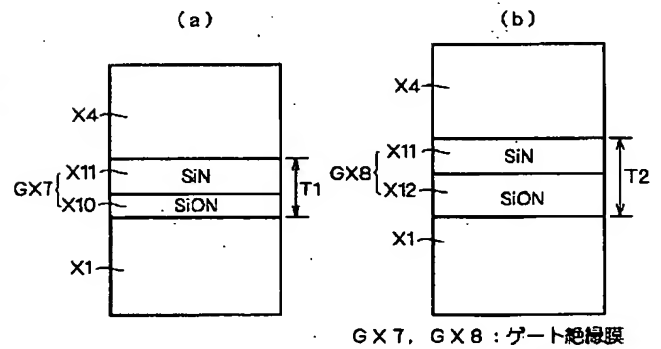 (a)
(b)
X4
X11
SiN
GX7
T1
X10
SiON
X1
X4
X11
SiN
GX8
T2
X12
SiON
X1
GX7, GX8:ゲート絶縁膜